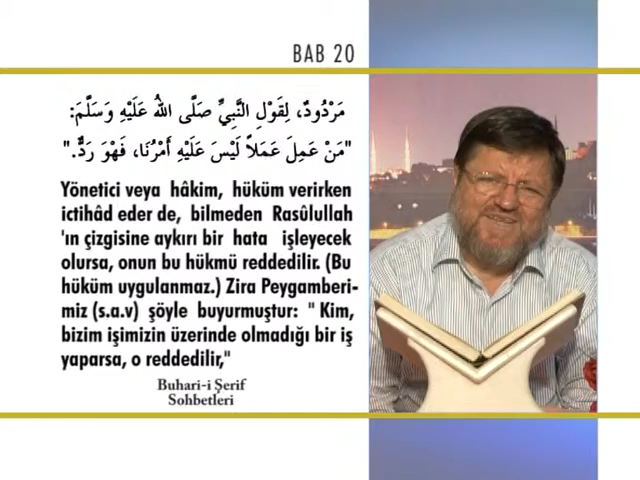 BAB 20
مَرْدُودٌ، لِقَوْلِ النَّبِيِّ صَلَّى اللهُ عَلَيْهِ وَسَلَّمَ:
"مَنْ عَمِلَ عَمَلاً لَيْسَ عَلَيْهِ أَمْرُنَا، فَهُوَ رَدٌّ."
Yönetici veya hâkim, hüküm verirken
ictihâd eder de, bilmeden Rasûlullah
'ın çizgisine aykırı bir hata işleyecek
olursa, onun bu hükmü reddedilir. (Bu
hüküm uygulanmaz.) Zira Peygamberi-
miz (s.a.v) şöyle buyurmuştur: " Kim,
bizim işimizin üzerinde olmadığı bir iş
yaparsa, o reddedilir,"
Buhari-i Şerif
Sohbetleri